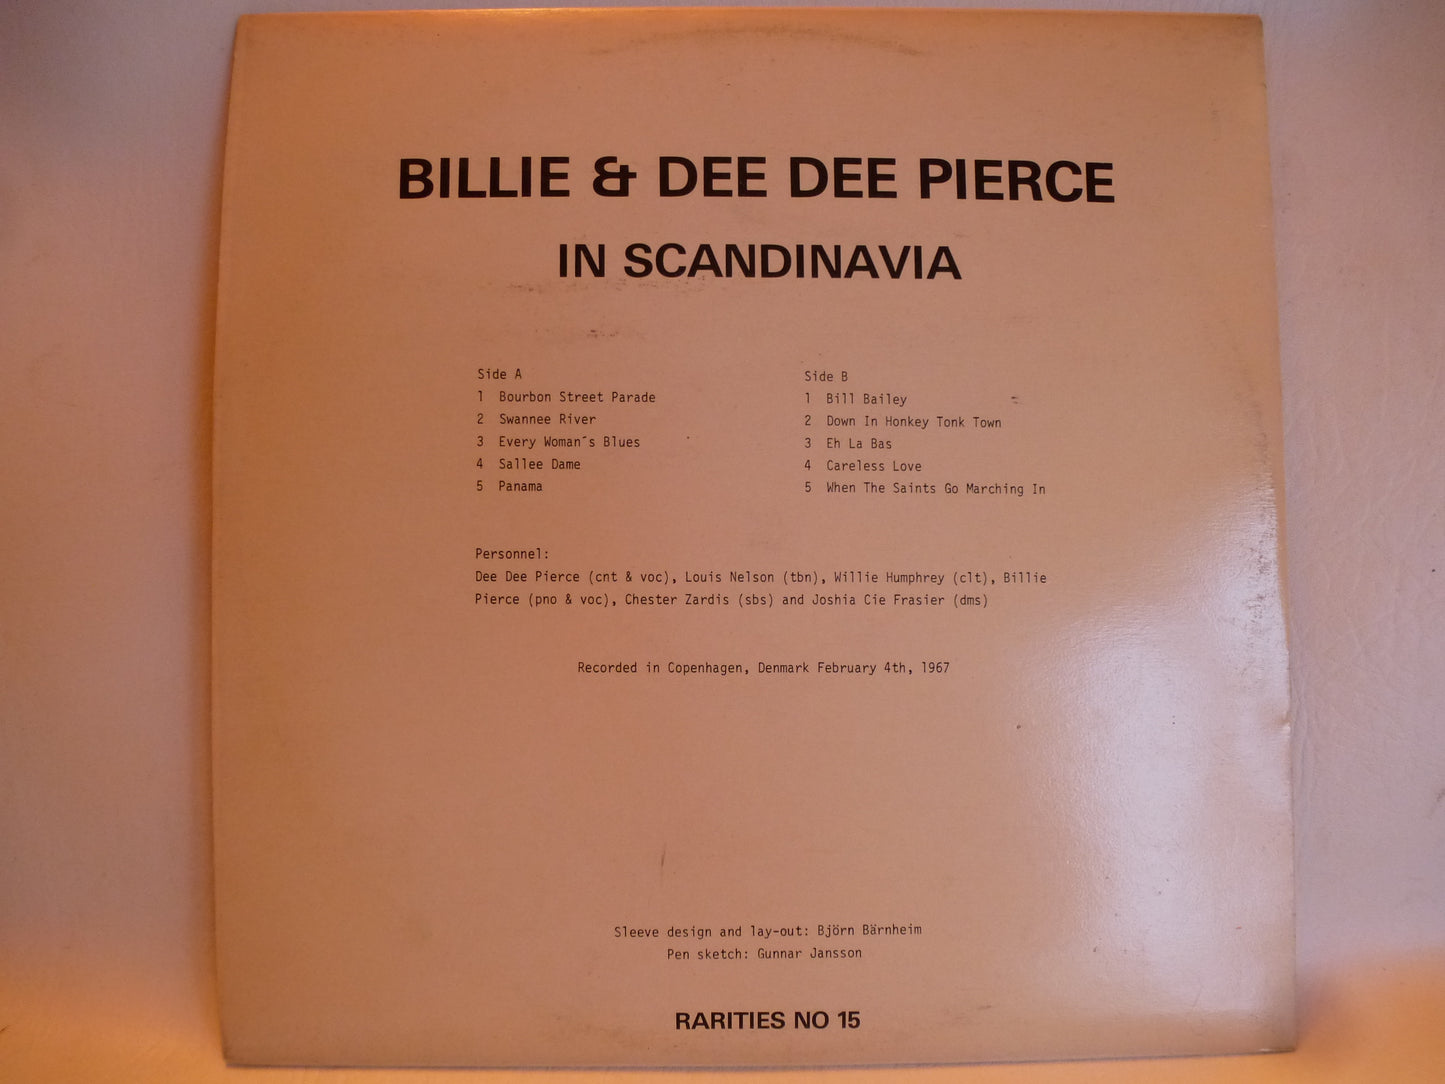 BILLIE & DEE DEE PIERCE
IN SCANDINAVIA
Side A
1 Bourbon Street Parade
2 Swannee River
3 Every Woman´s Blues
4 Sallee Dame
5 Panama
Side B
1 Bill Bailey
2 Down In Honkey Tonk Town
3 Eh La Bas
4 Careless Love
5 When The Saints Go Marching In
Personnel:
Dee Dee Pierce (cnt & voc), Louis Nelson (tbn), Willie Humphrey (clt), Billie
Pierce (pno & voc), Chester Zardis (sbs) and Joshia Cie Frasier (dms)
Recorded in Copenhagen, Denmark February 4th, 1967
Sleeve design and lay-out: Björn Bärnheim
Pen sketch: Gunnar Jansson
RARITIES NO 15